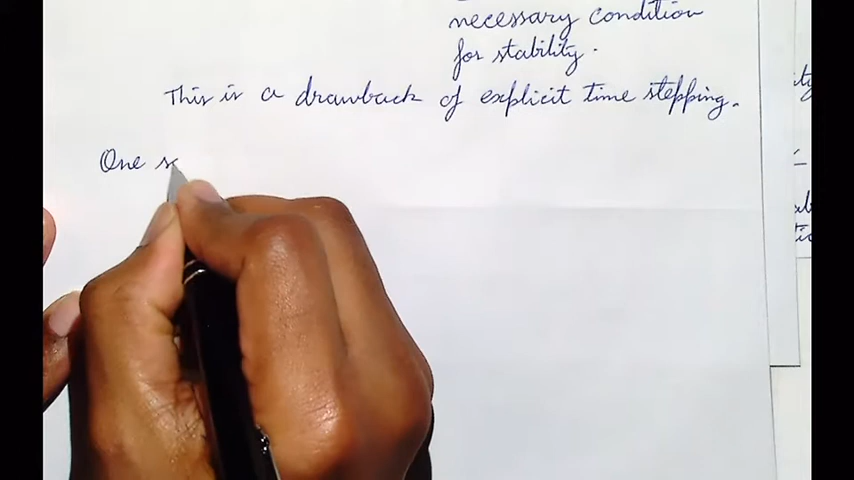 necessary condition
for stability.
This is a drawback of explicit time stepping.
One